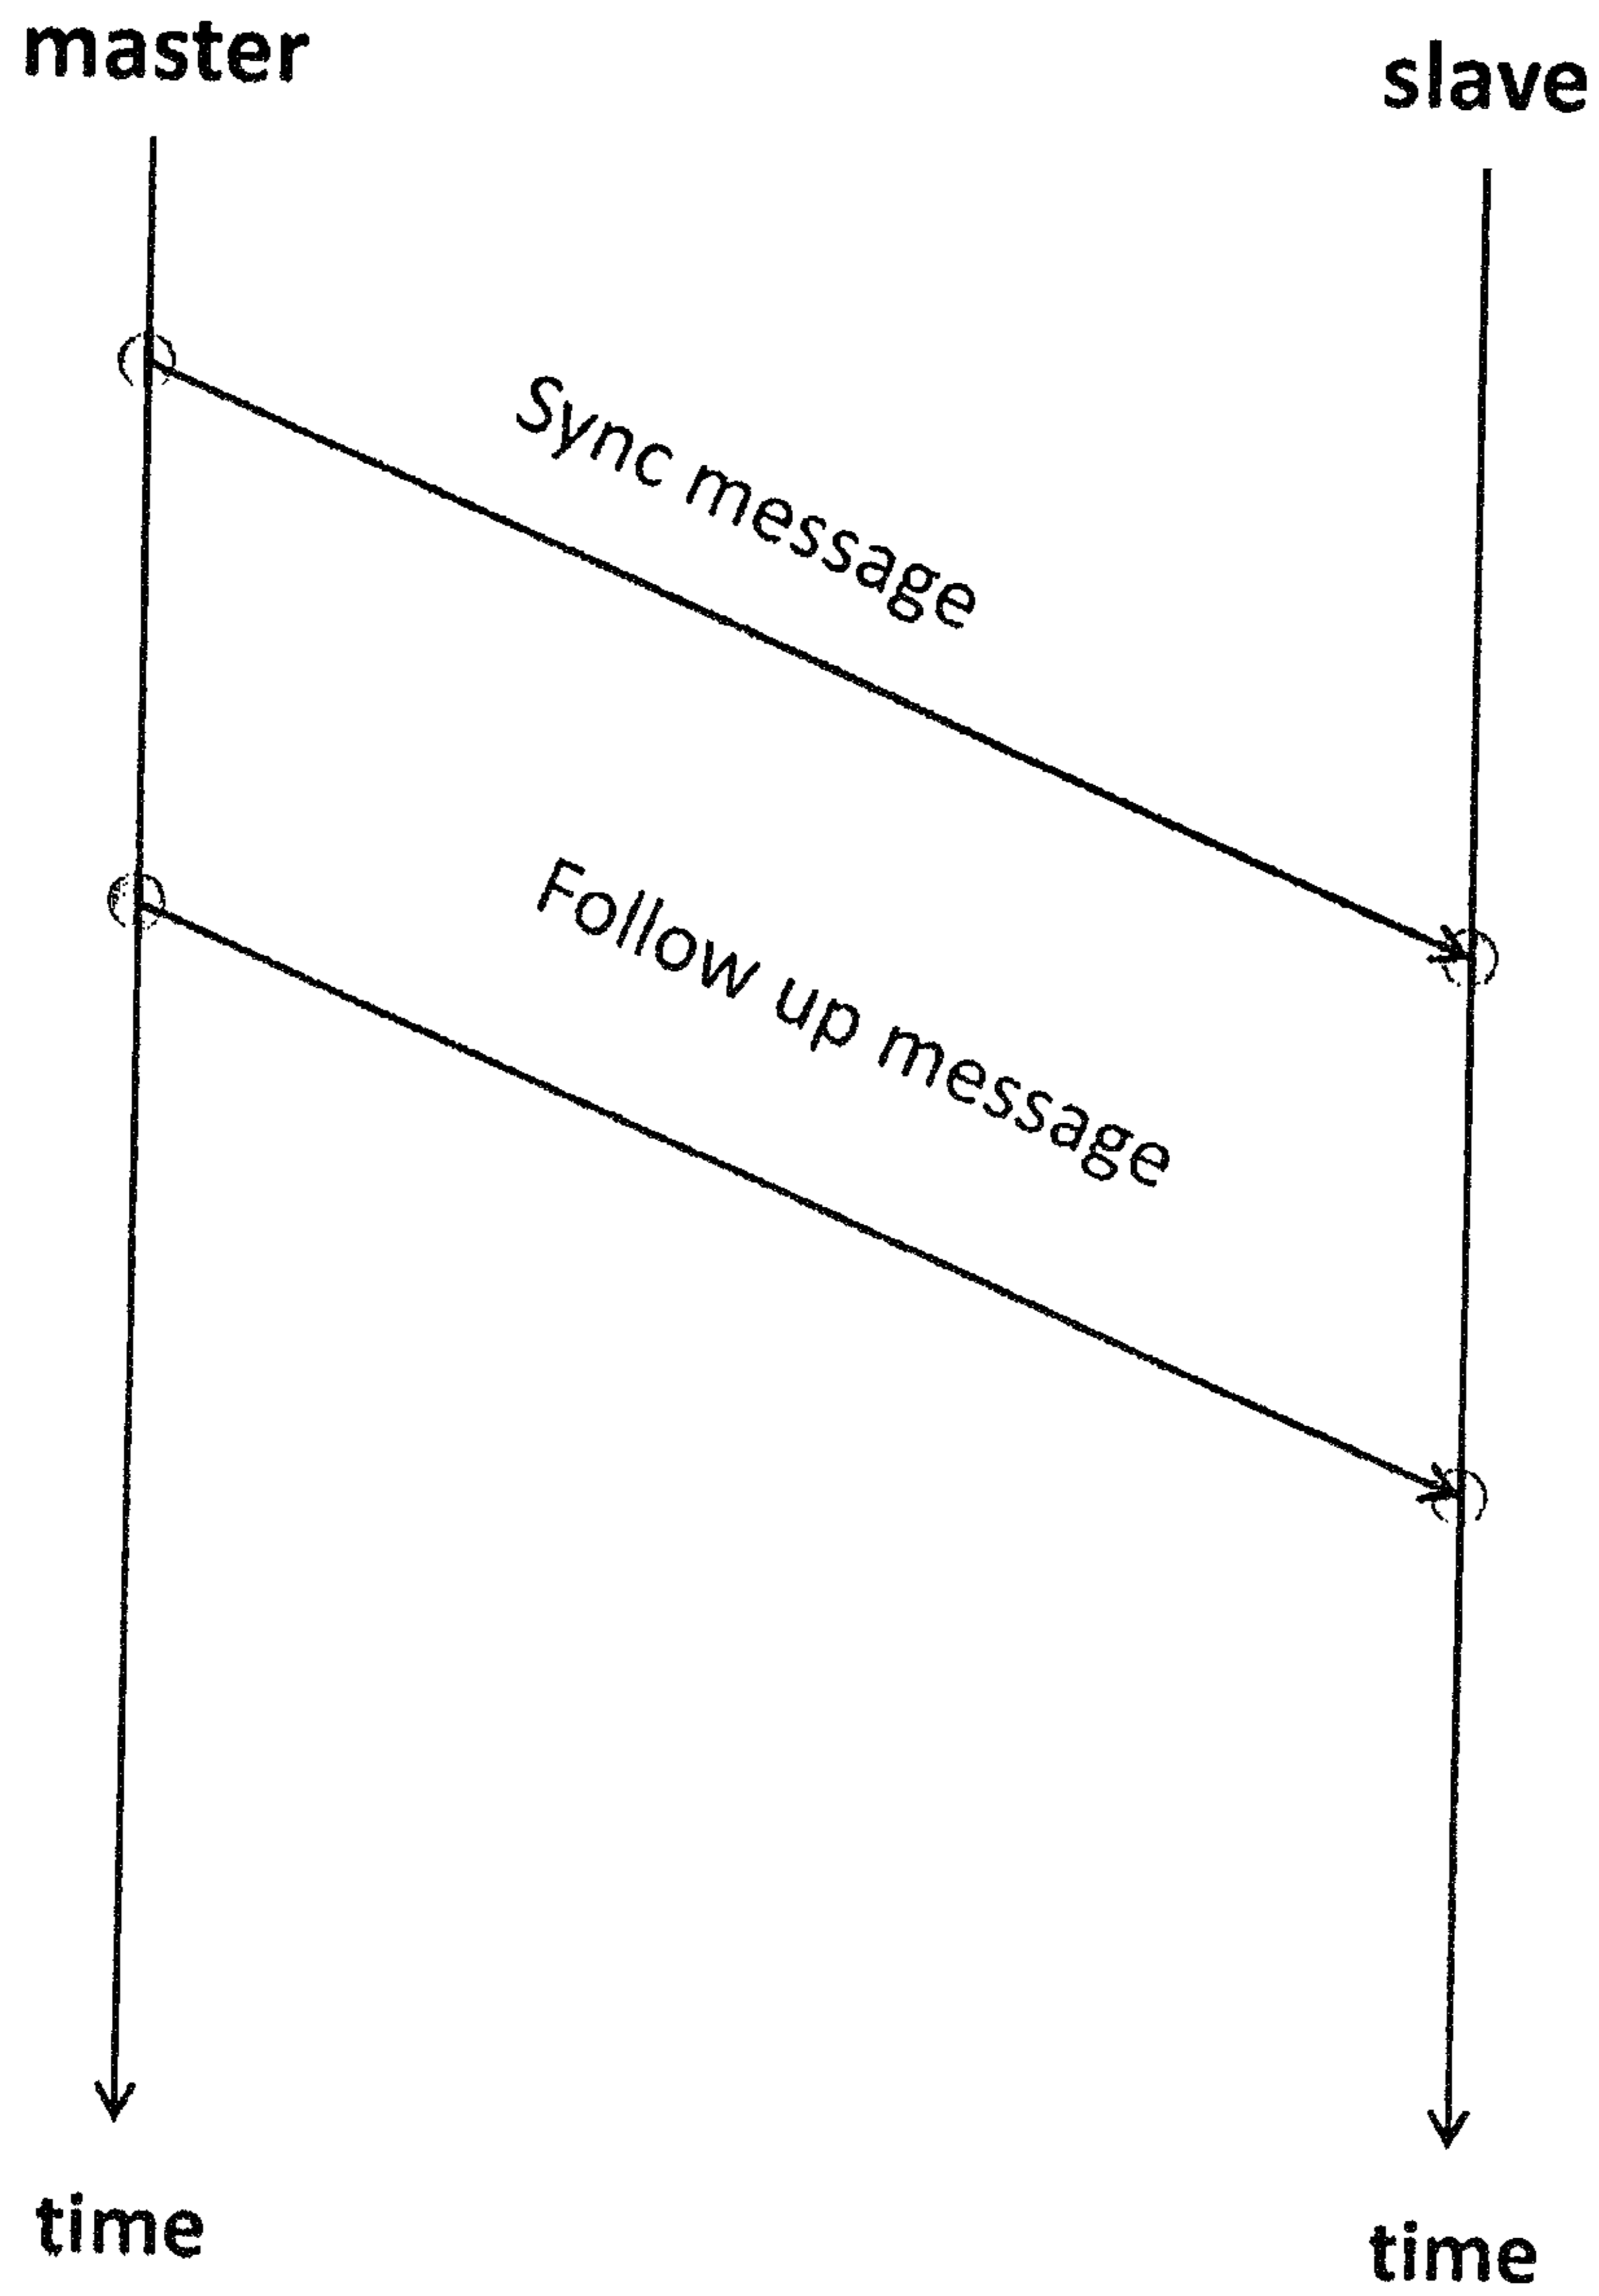 master
slave
Sync message
Follow up message
time
time